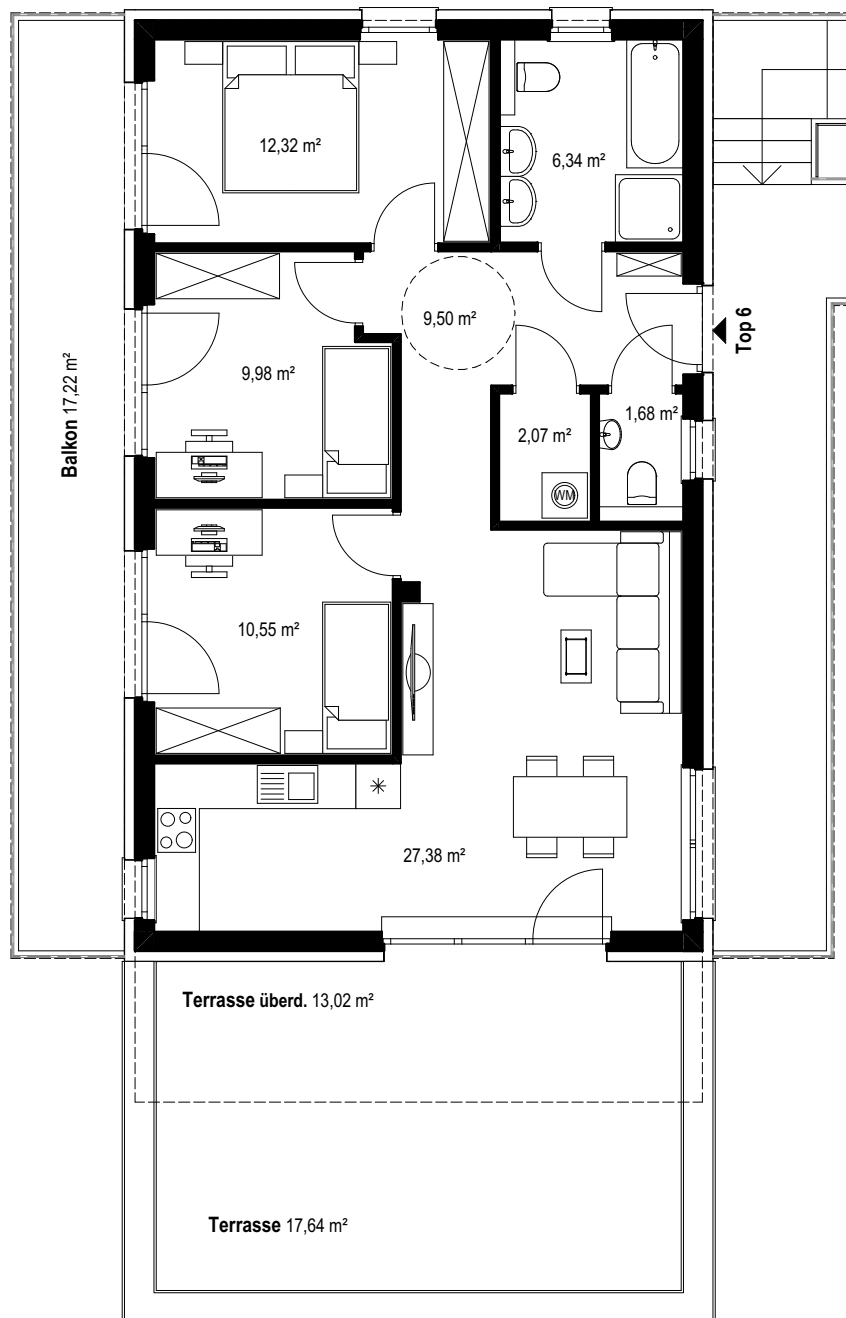 12,32 m²
6,34 m²
9,50 m²
Top 6
9,98 m²
Balkon 17,22 m²
1,68 m²
2,07 m²
WM
10,55 m²
27,38 m²
Terrasse überd. 13,02 m²
Terrasse 17,64 m²